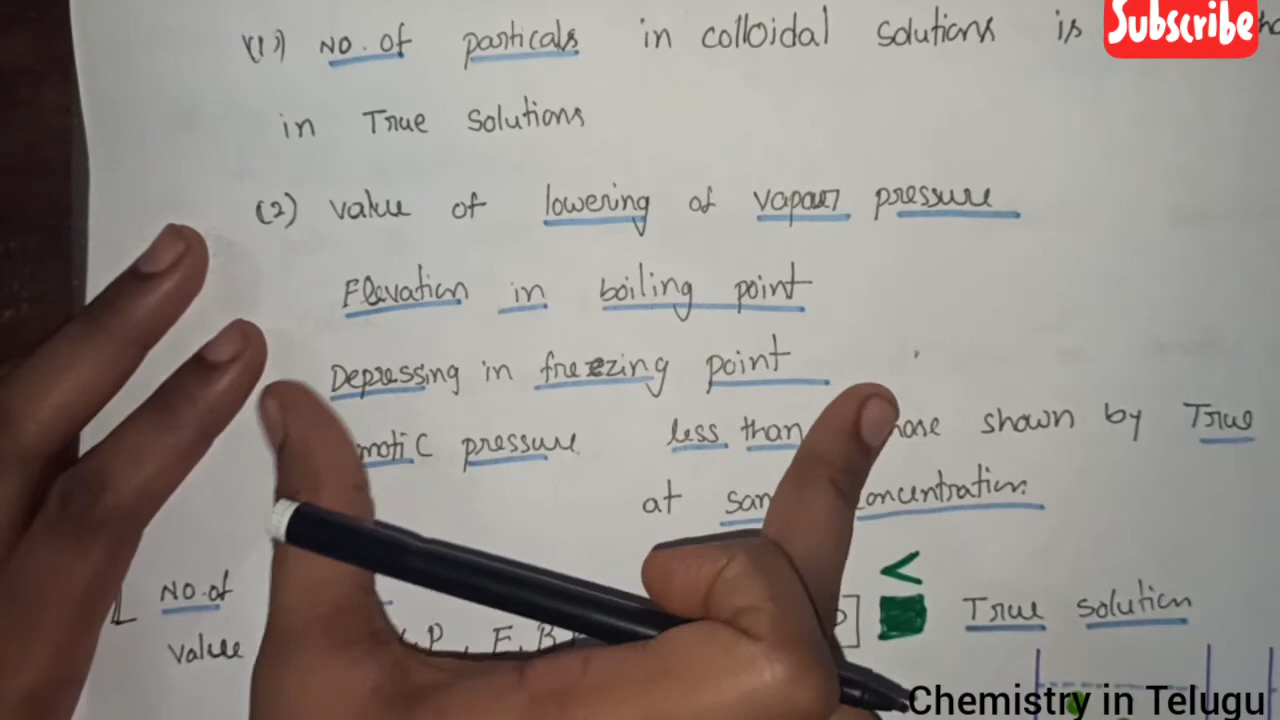 (1) NO. of particals in colloidal solutions is
Subscribe
in True solutions
(2) value of lowering of vapour pressure
Elevation in boiling point
Depressing in freezing point
motic pressure less than those shown by True
at concentration.
<
NO. of
True solution
value
Chemistry in Telugu